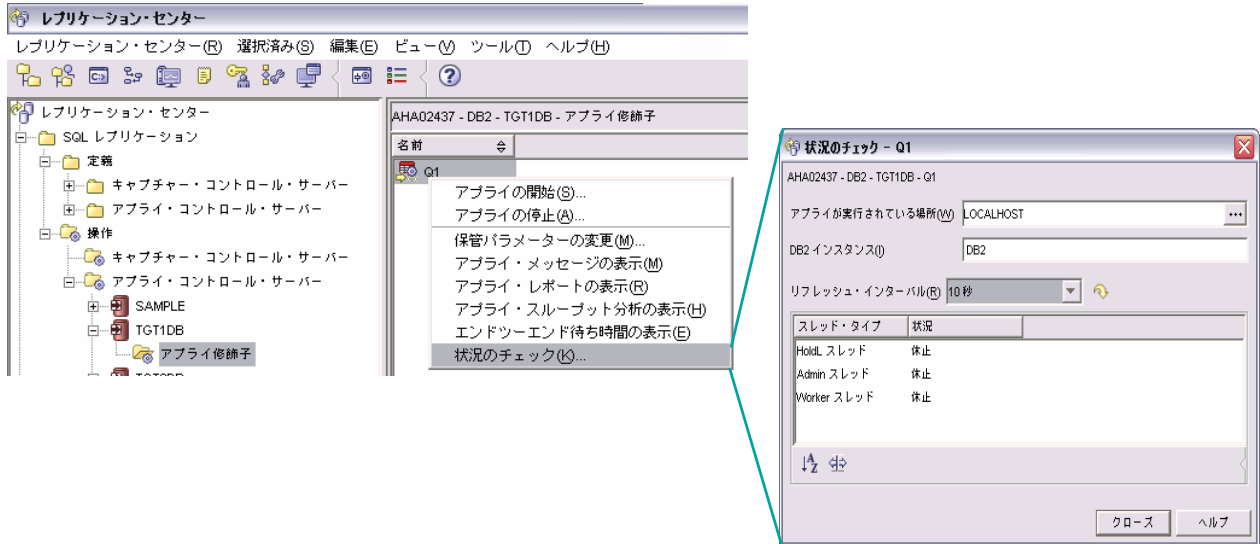 レプリケーション・センター
レプリケーション・センター(R) 選択済み(S) 編集(E) ビュー(V) ツール(T) ヘルプ(H)
レプリケーション・センター
SQL レプリケーション
定義
キャプチャー・コントロール・サーバー
アプライ・コントロール・サーバー
操作
キャプチャー・コントロール・サーバー
アプライ・コントロール・サーバー
SAMPLE
TGT1DB
アプライ修飾子
AHA02437 - DB2 - TGT1DB - アプライ修飾子
名前
Q1
アプライの開始(S)...
アプライの停止(A)...
保管パラメーターの変更(M)...
アプライ・メッセージの表示(M)
アプライ・レポートの表示(R)
アプライ・スループット分析の表示(H)
エンドツーエンド待ち時間の表示(E)
状況のチェック(K)...
状況のチェック - Q1
AHA02437 - DB2 - TGT1DB - Q1
アプライが実行されている場所(W) LOCALHOST ...
DB2 インスタンス(I) DB2
リフレッシュ・インターバル(R) 10 秒
スレッド・タイプ 状況
HoldL スレッド 休止
Admin スレッド 休止
Worker スレッド 休止
クローズ ヘルプ